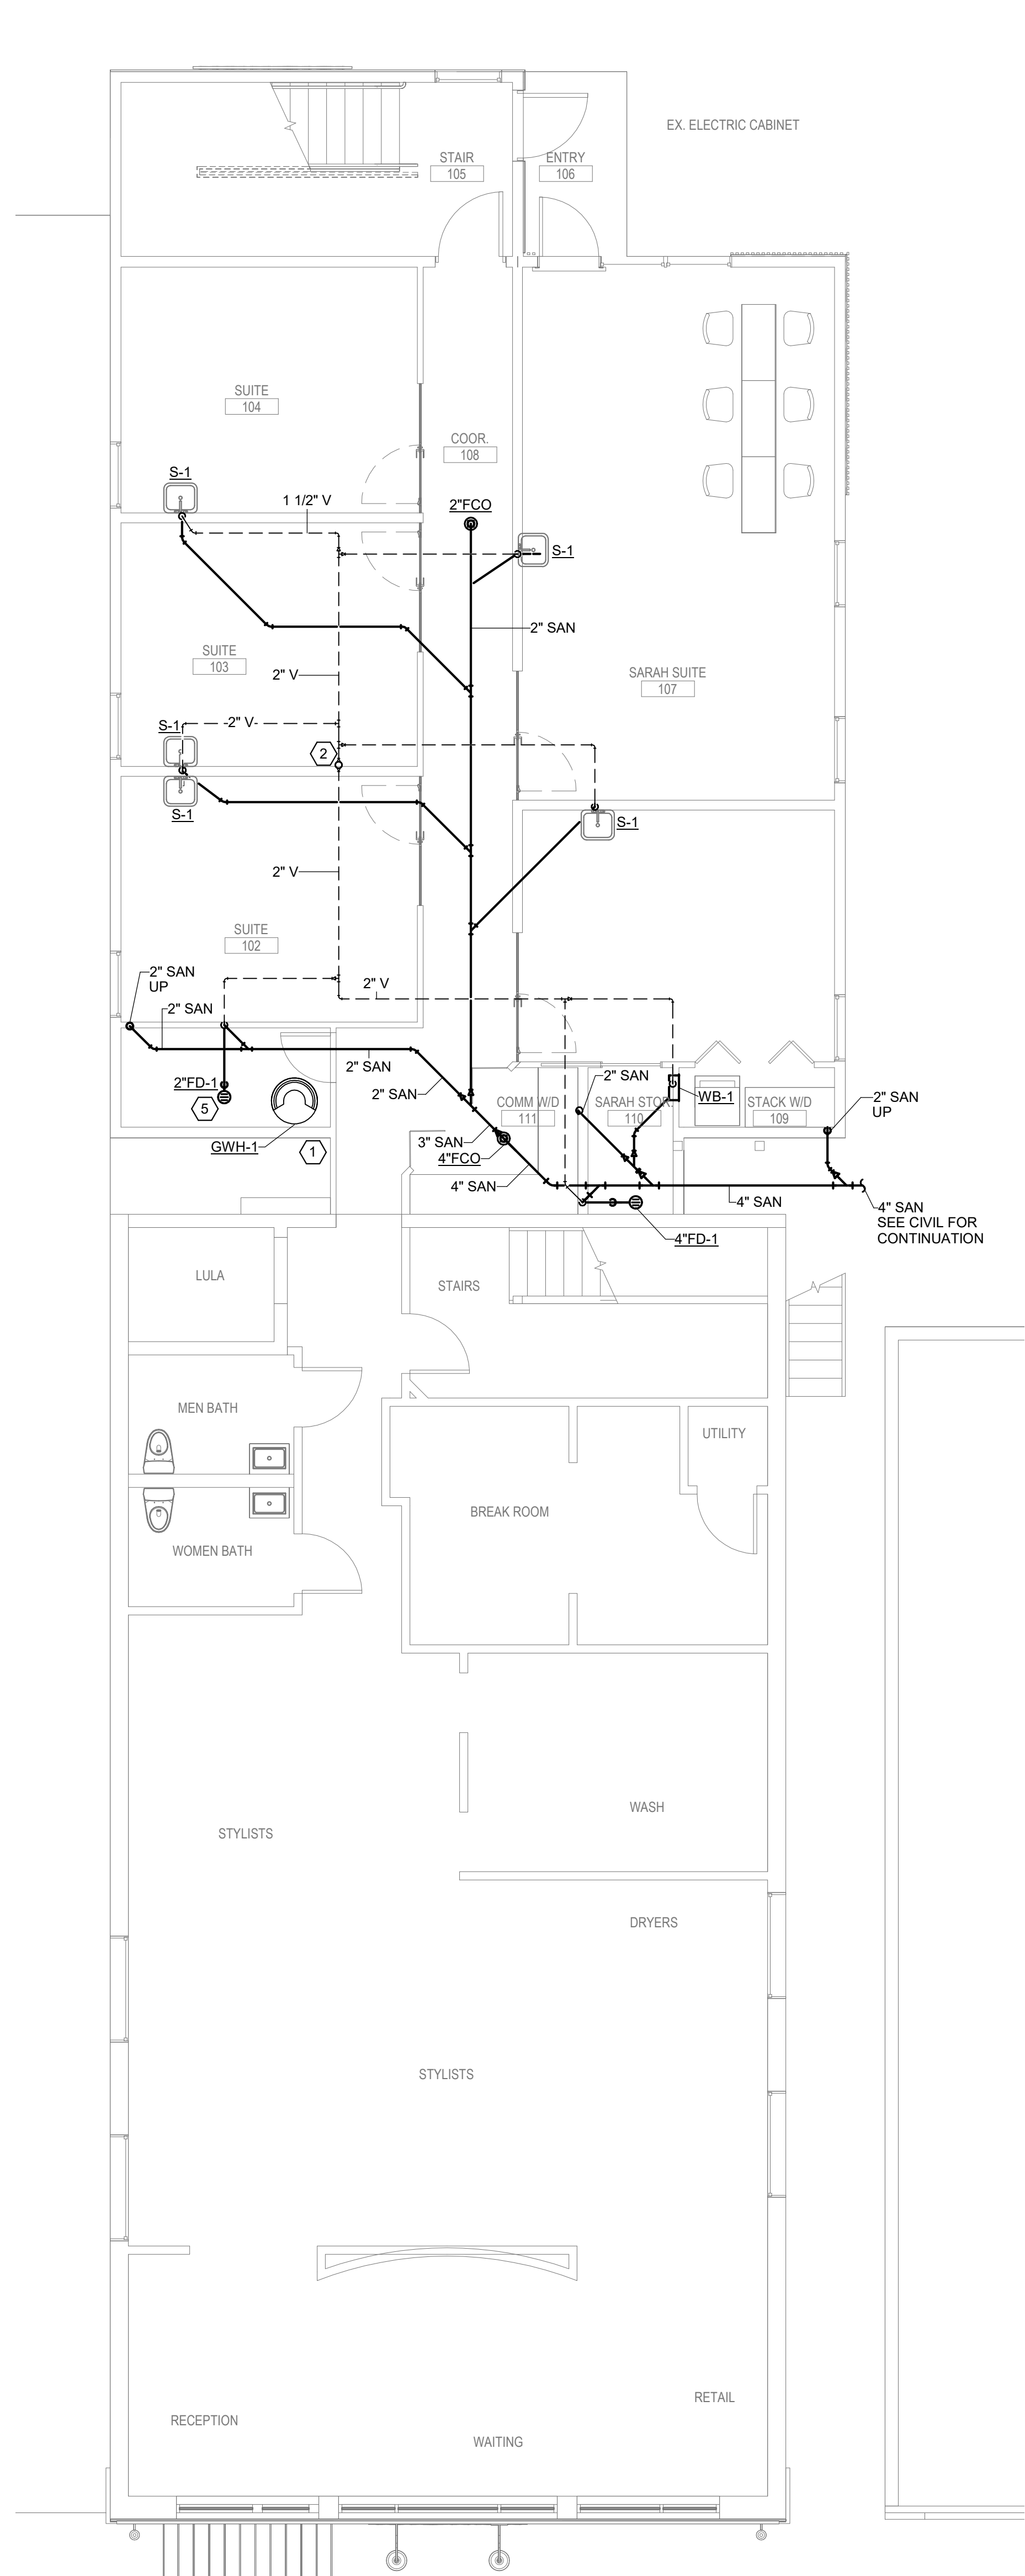 EX. ELECTRIC CABINET
STAIR
105
ENTRY
106
SUITE
104
COOR.
108
S-1
1 1/2" V
2"FCO
S-1
2" SAN
SUITE
103
2" V
SARAH SUITE
107
S-1
2" V
2
S-1
S-1
2" V
SUITE
102
2" SAN
UP
2" V
2" SAN
2" SAN
2" SAN
2"FD-1
5
GWH-1
1
2" SAN
COMM W/D
111
SARAH STOR.
110
WB-1
STACK W/D
109
2" SAN
UP
3" SAN
4"FCO
4" SAN
4" SAN
4" SAN
SEE CIVIL FOR
CONTINUATION
4"FD-1
LULA
STAIRS
MEN BATH
UTILITY
BREAK ROOM
WOMEN BATH
WASH
STYLISTS
DRYERS
STYLISTS
RETAIL
RECEPTION
WAITING